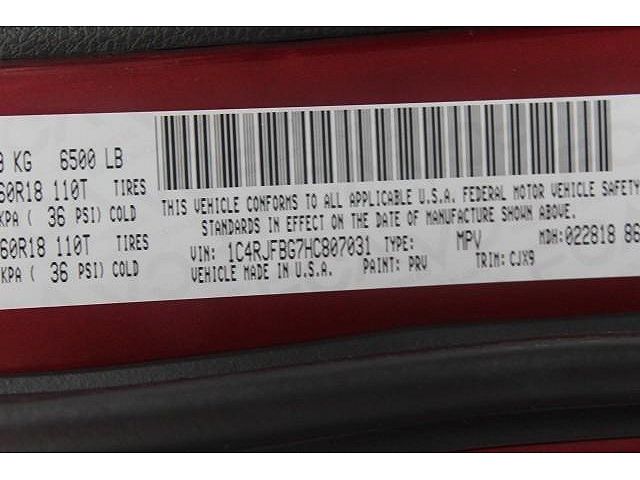 KG 6500 LB
60R18 110T TIRES
KPA ( 36 PSI) COLD
60R18 110T TIRES
KPA ( 36 PSI) COLD
THIS VEHICLE CONFORMS TO ALL APPLICABLE U.S.A. FEDERAL MOTOR VEHICLE SAFETY
STANDARDS IN EFFECT ON THE DATE OF MANUFACTURE SHOWN ABOVE.
VIN: 1C4RJFBG7HC807031 TYPE: MPV MDH:022818 86
VEHICLE MADE IN U.S.A. PAINT: PRV TRIM: CJX9